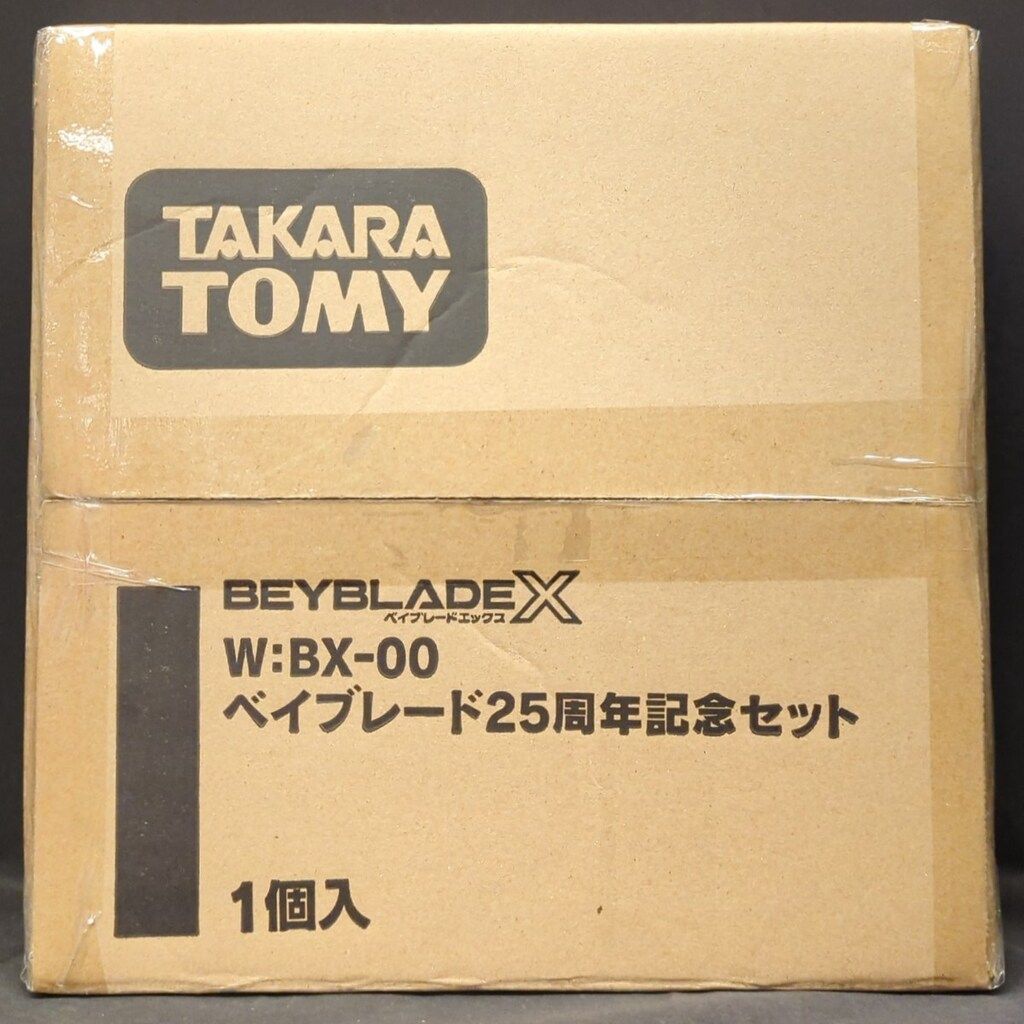 TAKARA
TOMY
BEYBLADE X
ベイブレードエックス
W:BX-00
ベイブレード25周年記念セット
1個入